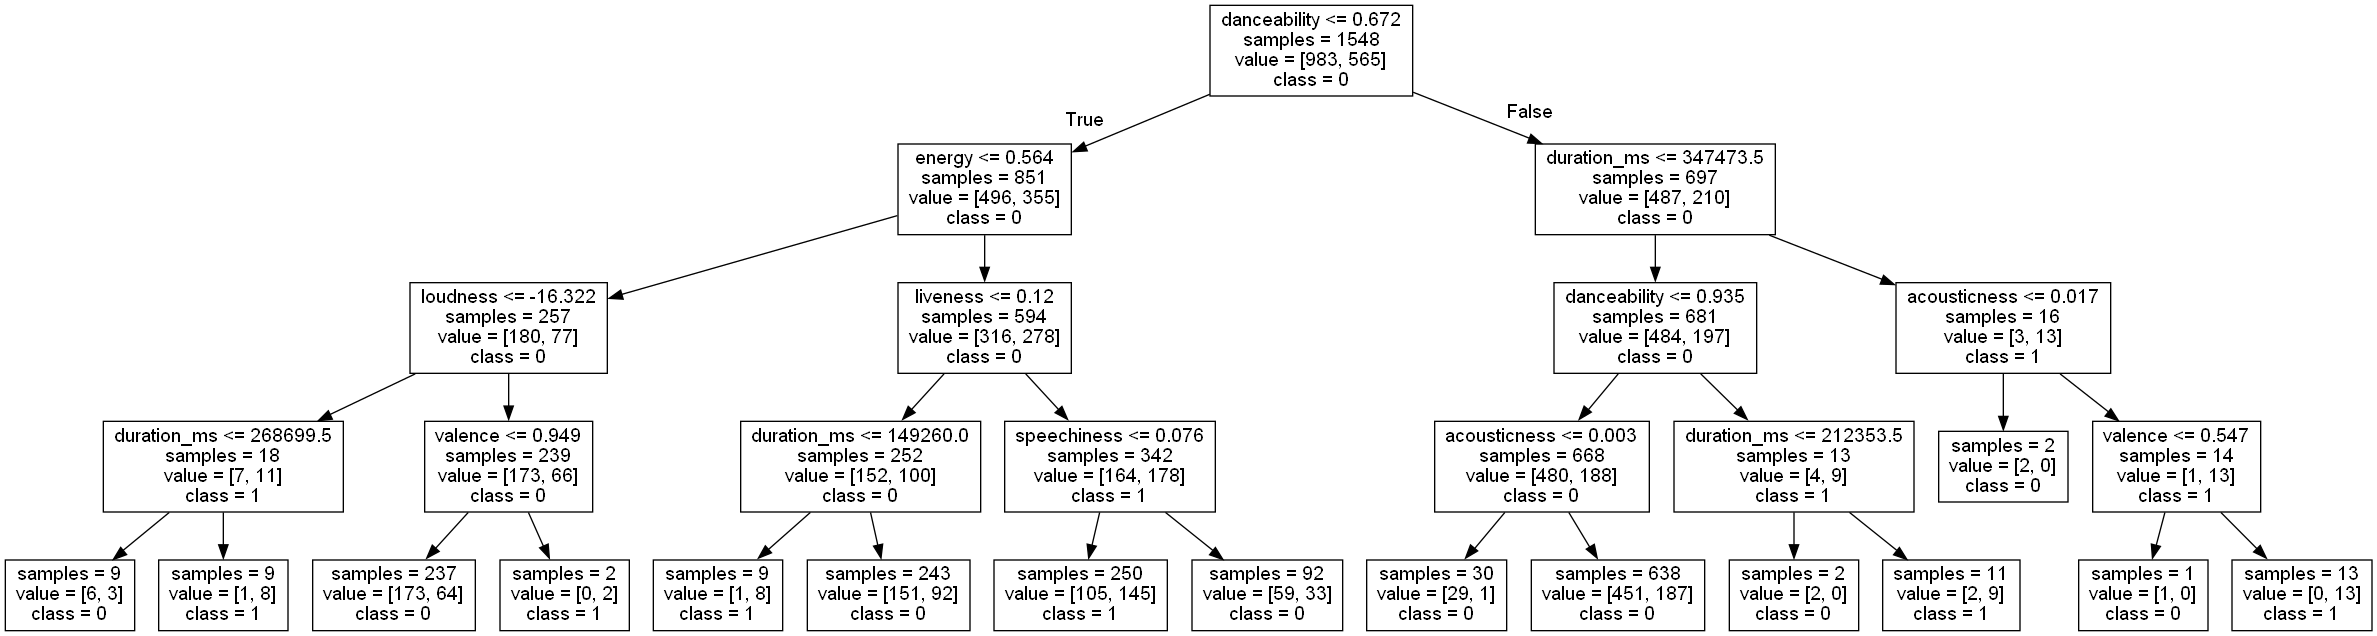 danceability <= 0.672
samples = 1548
value = [983, 565]
class = 0
True
False
energy <= 0.564
samples = 851
value = [496, 355]
class = 0
duration_ms <= 347473.5
samples = 697
value = [487, 210]
class = 0
loudness <= -16.322
samples = 257
value = [180, 77]
class = 0
liveness <= 0.12
samples = 594
value = [316, 278]
class = 0
danceability <= 0.935
samples = 681
value = [484, 197]
class = 0
acousticness <= 0.017
samples = 16
value = [3, 13]
class = 1
duration_ms <= 268699.5
samples = 18
value = [7, 11]
class = 1
valence <= 0.949
samples = 239
value = [173, 66]
class = 0
duration_ms <= 149260.0
samples = 252
value = [152, 100]
class = 0
speechiness <= 0.076
samples = 342
value = [164, 178]
class = 1
acousticness <= 0.003
samples = 668
value = [480, 188]
class = 0
duration_ms <= 212353.5
samples = 13
value = [4, 9]
class = 1
samples = 2
value = [2, 0]
class = 0
valence <= 0.547
samples = 14
value = [1, 13]
class = 1
samples = 9
value = [6, 3]
class = 0
samples = 9
value = [1, 8]
class = 1
samples = 237
value = [173, 64]
class = 0
samples = 2
value = [0, 2]
class = 1
samples = 9
value = [1, 8]
class = 1
samples = 243
value = [151, 92]
class = 0
samples = 250
value = [105, 145]
class = 1
samples = 92
value = [59, 33]
class = 0
samples = 30
value = [29, 1]
class = 0
samples = 638
value = [451, 187]
class = 0
samples = 2
value = [2, 0]
class = 0
samples = 11
value = [2, 9]
class = 1
samples = 1
value = [1, 0]
class = 0
samples = 13
value = [0, 13]
class = 1